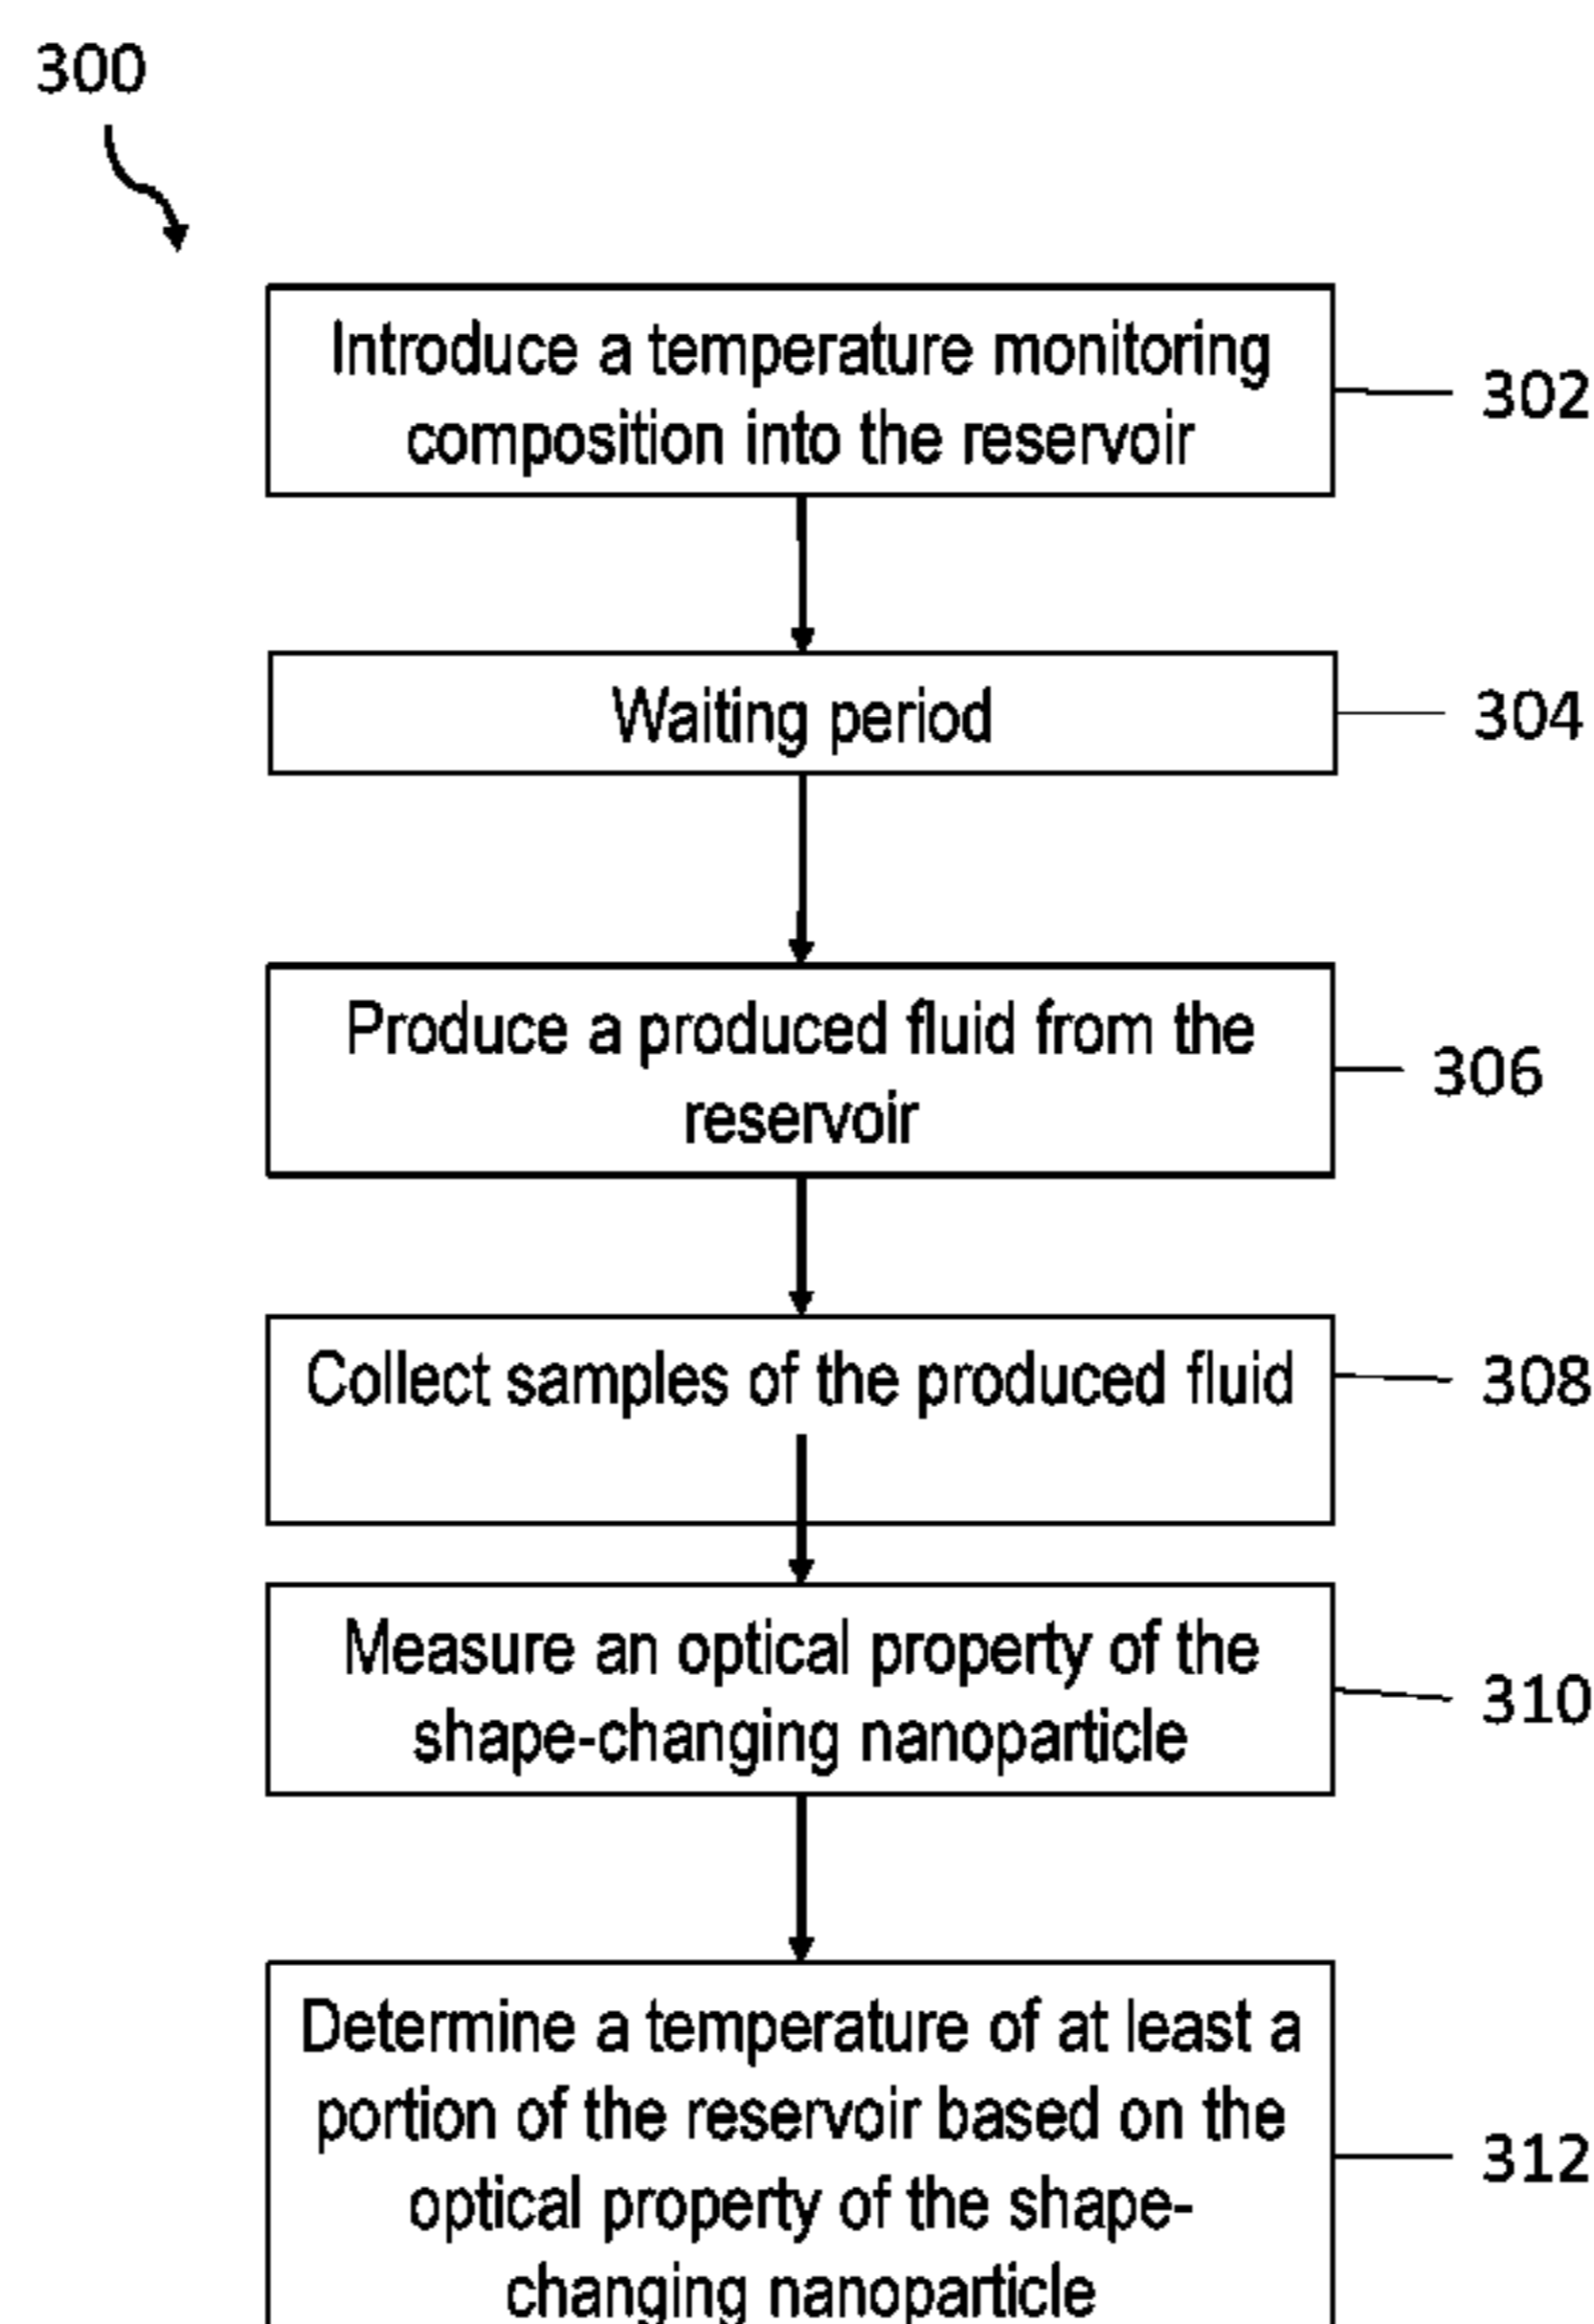 300
Introduce a temperature monitoring
composition into the reservoir
302
Waiting period
304
Produce a produced fluid from the
reservoir
306
Collect samples of the produced fluid
308
Measure an optical property of the
shape-changing nanoparticle
310
Determine a temperature of at least a
portion of the reservoir based on the
optical property of the shape-
changing nanoparticle
312